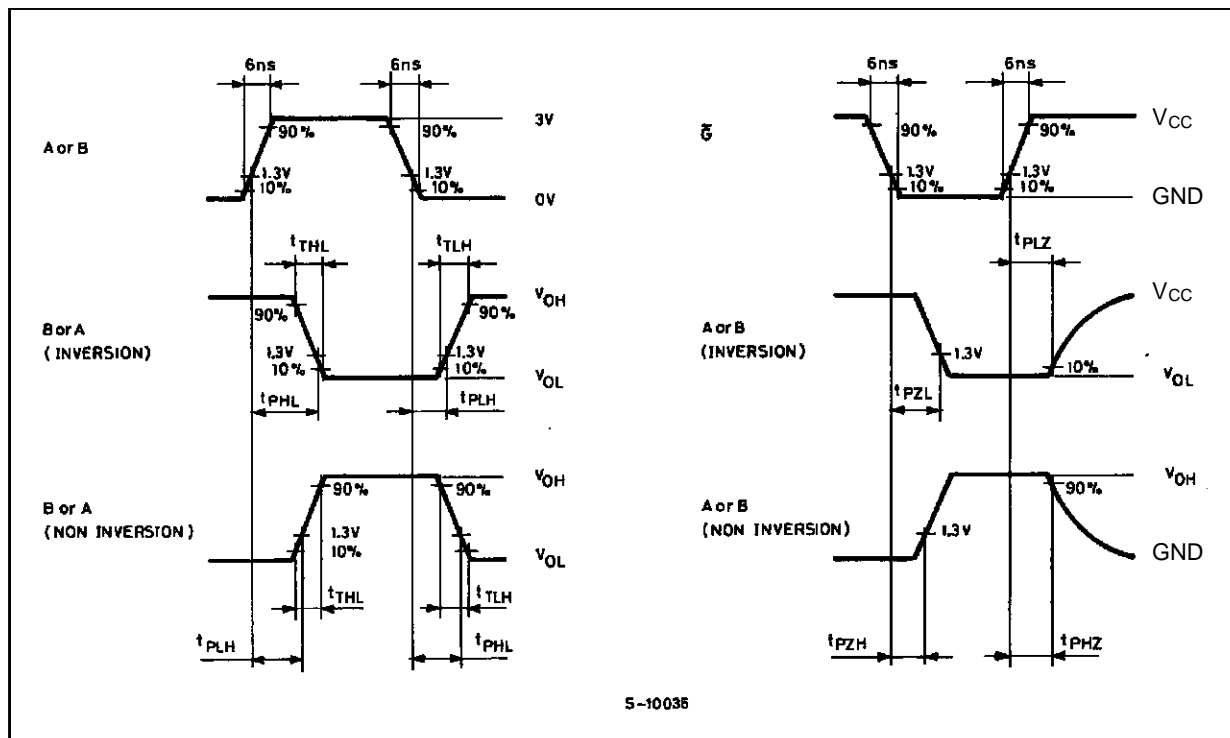 6ns 6ns
90% 90%
3V
A or B
1.3V 1.3V
10% 10%
0V
tTHL tTLH
VOH
90% 90%
B or A
(INVERSION)
1.3V 1.3V
10% 10%
VOL
tPHL tPLH
VOH
90% 90%
B or A
(NON INVERSION)
1.3V
10%
VOL
tTHL tTLH
tPLH tPHL
6ns 6ns
VCC
90% 90%
G̅
1.3V 1.3V
10% 10%
GND
tPLZ
VCC
A or B
(INVERSION)
1.3V
10%
VOL
tPZL
VOH
90%
A or B
(NON INVERSION)
1.3V
GND
tPZH tPHZ
S-10036